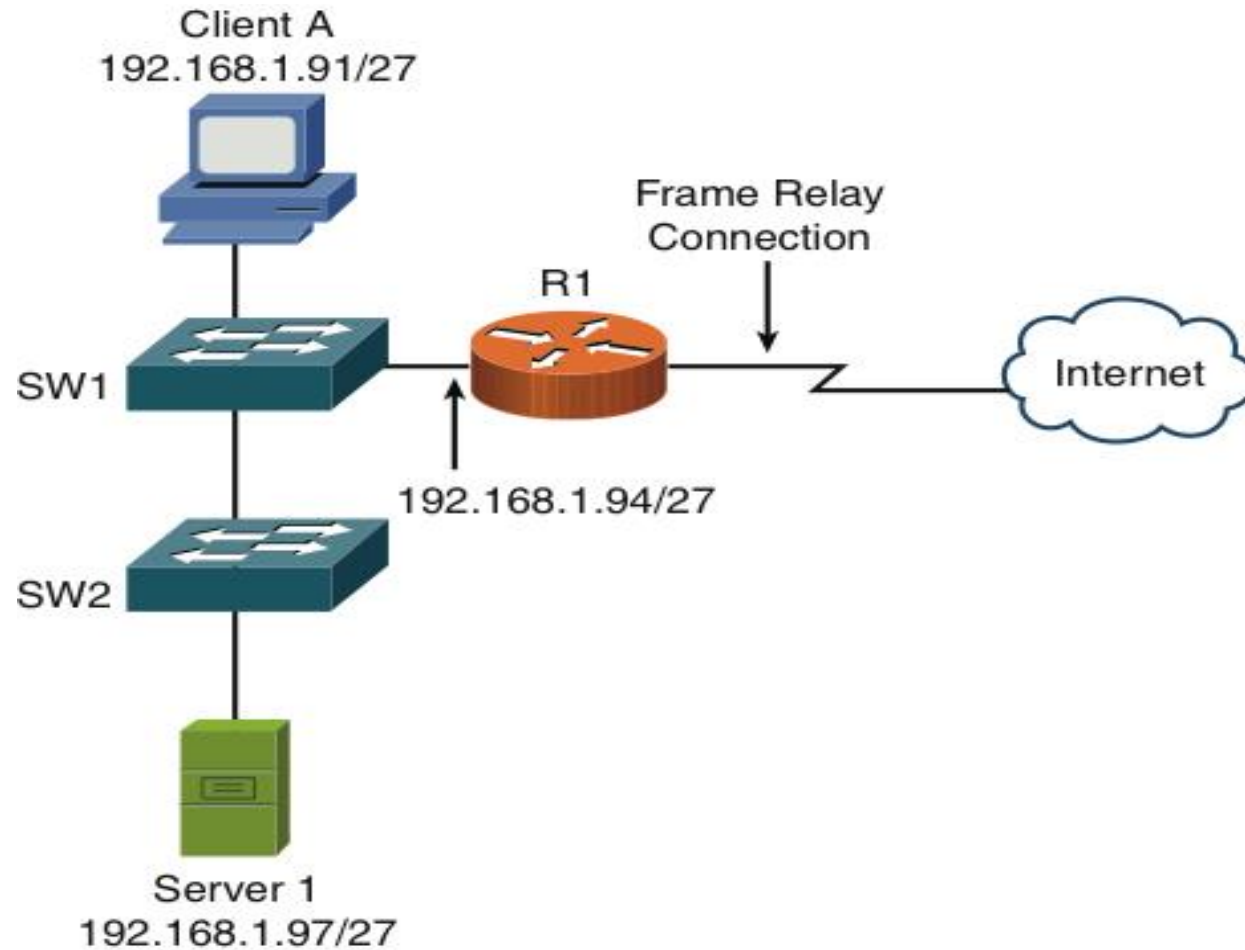 Client A
192.168.1.91/27
Frame Relay
Connection
R1
SW1
Internet
192.168.1.94/27
SW2
Server 1
192.168.1.97/27